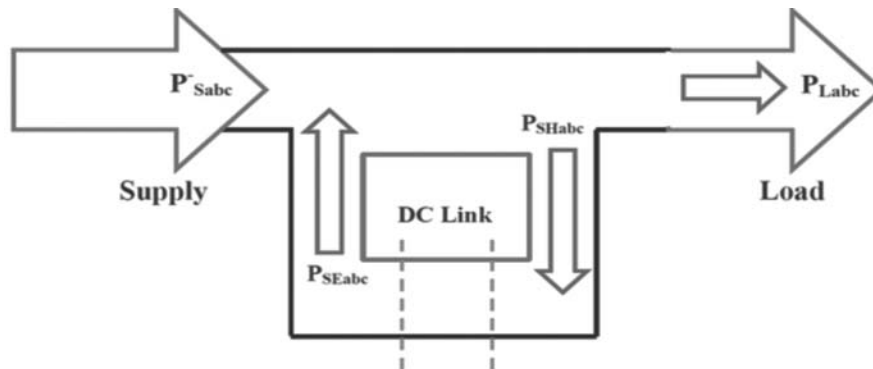 P⁻Sabc
PLabc
PSHabc
Supply
Load
DC Link
PSEabc